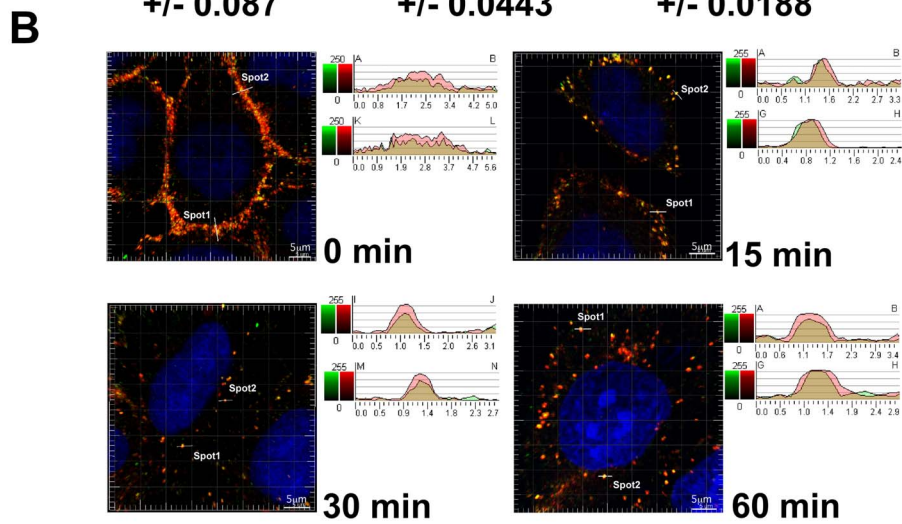 +/- 0.087 +/- 0.0443 +/- 0.0188
B
Spot2
Spot1
5μm
0 min
250
0
A B
0.0 0.8 1.7 2.5 3.4 4.2 5.0
250
0
K L
0.0 0.9 1.9 2.8 3.8 4.7 5.6
Spot2
Spot1
5μm
15 min
255
0
A B
0.0 0.5 1.1 1.6 2.2 2.7 3.3
255
0
G H
0.0 0.4 0.8 1.2 1.6 2.0 2.4
Spot2
Spot1
5μm
30 min
255
0
I J
0.0 0.5 1.0 1.5 2.1 2.6 3.1
255
0
M N
0.0 0.5 0.9 1.4 1.8 2.3 2.7
Spot1
Spot2
5μm
60 min
255
0
A B
0.0 0.6 1.1 1.7 2.3 2.9 3.4
255
0
G H
0.0 0.5 1.0 1.4 1.9 2.4 2.9